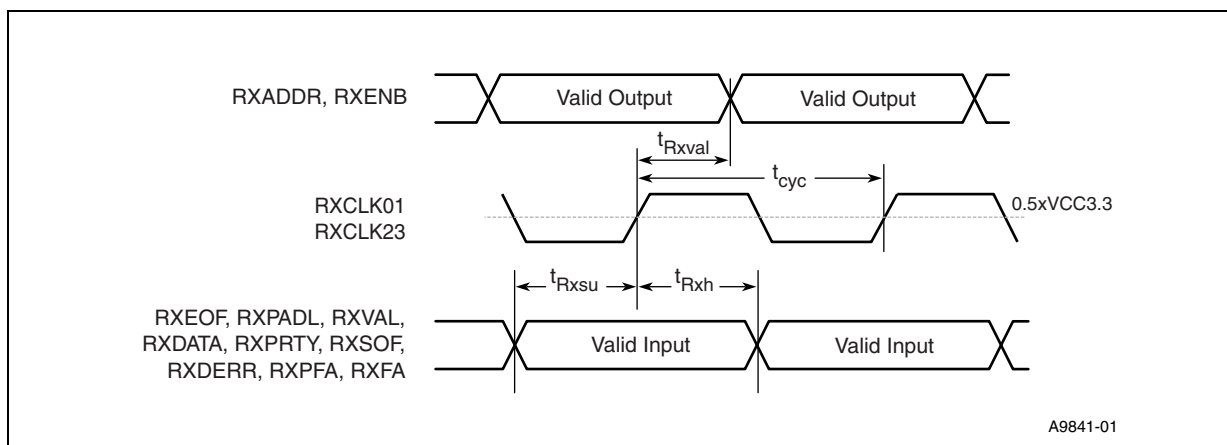 RXADDR, RXENB
Valid Output
Valid Output
tRxval
tcyc
RXCLK01
RXCLK23
0.5xVCC3.3
tRxsu
tRxh
RXEOF, RXPADL, RXVAL,
RXDATA, RXPRTY, RXSOF,
RXDERR, RXPFA, RXFA
Valid Input
Valid Input
A9841-01